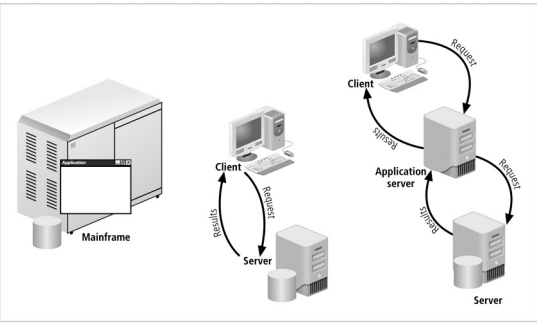 Application
Mainframe
Client
Results
Request
Server
Client
Request
Results
Application
server
Request
Results
Server